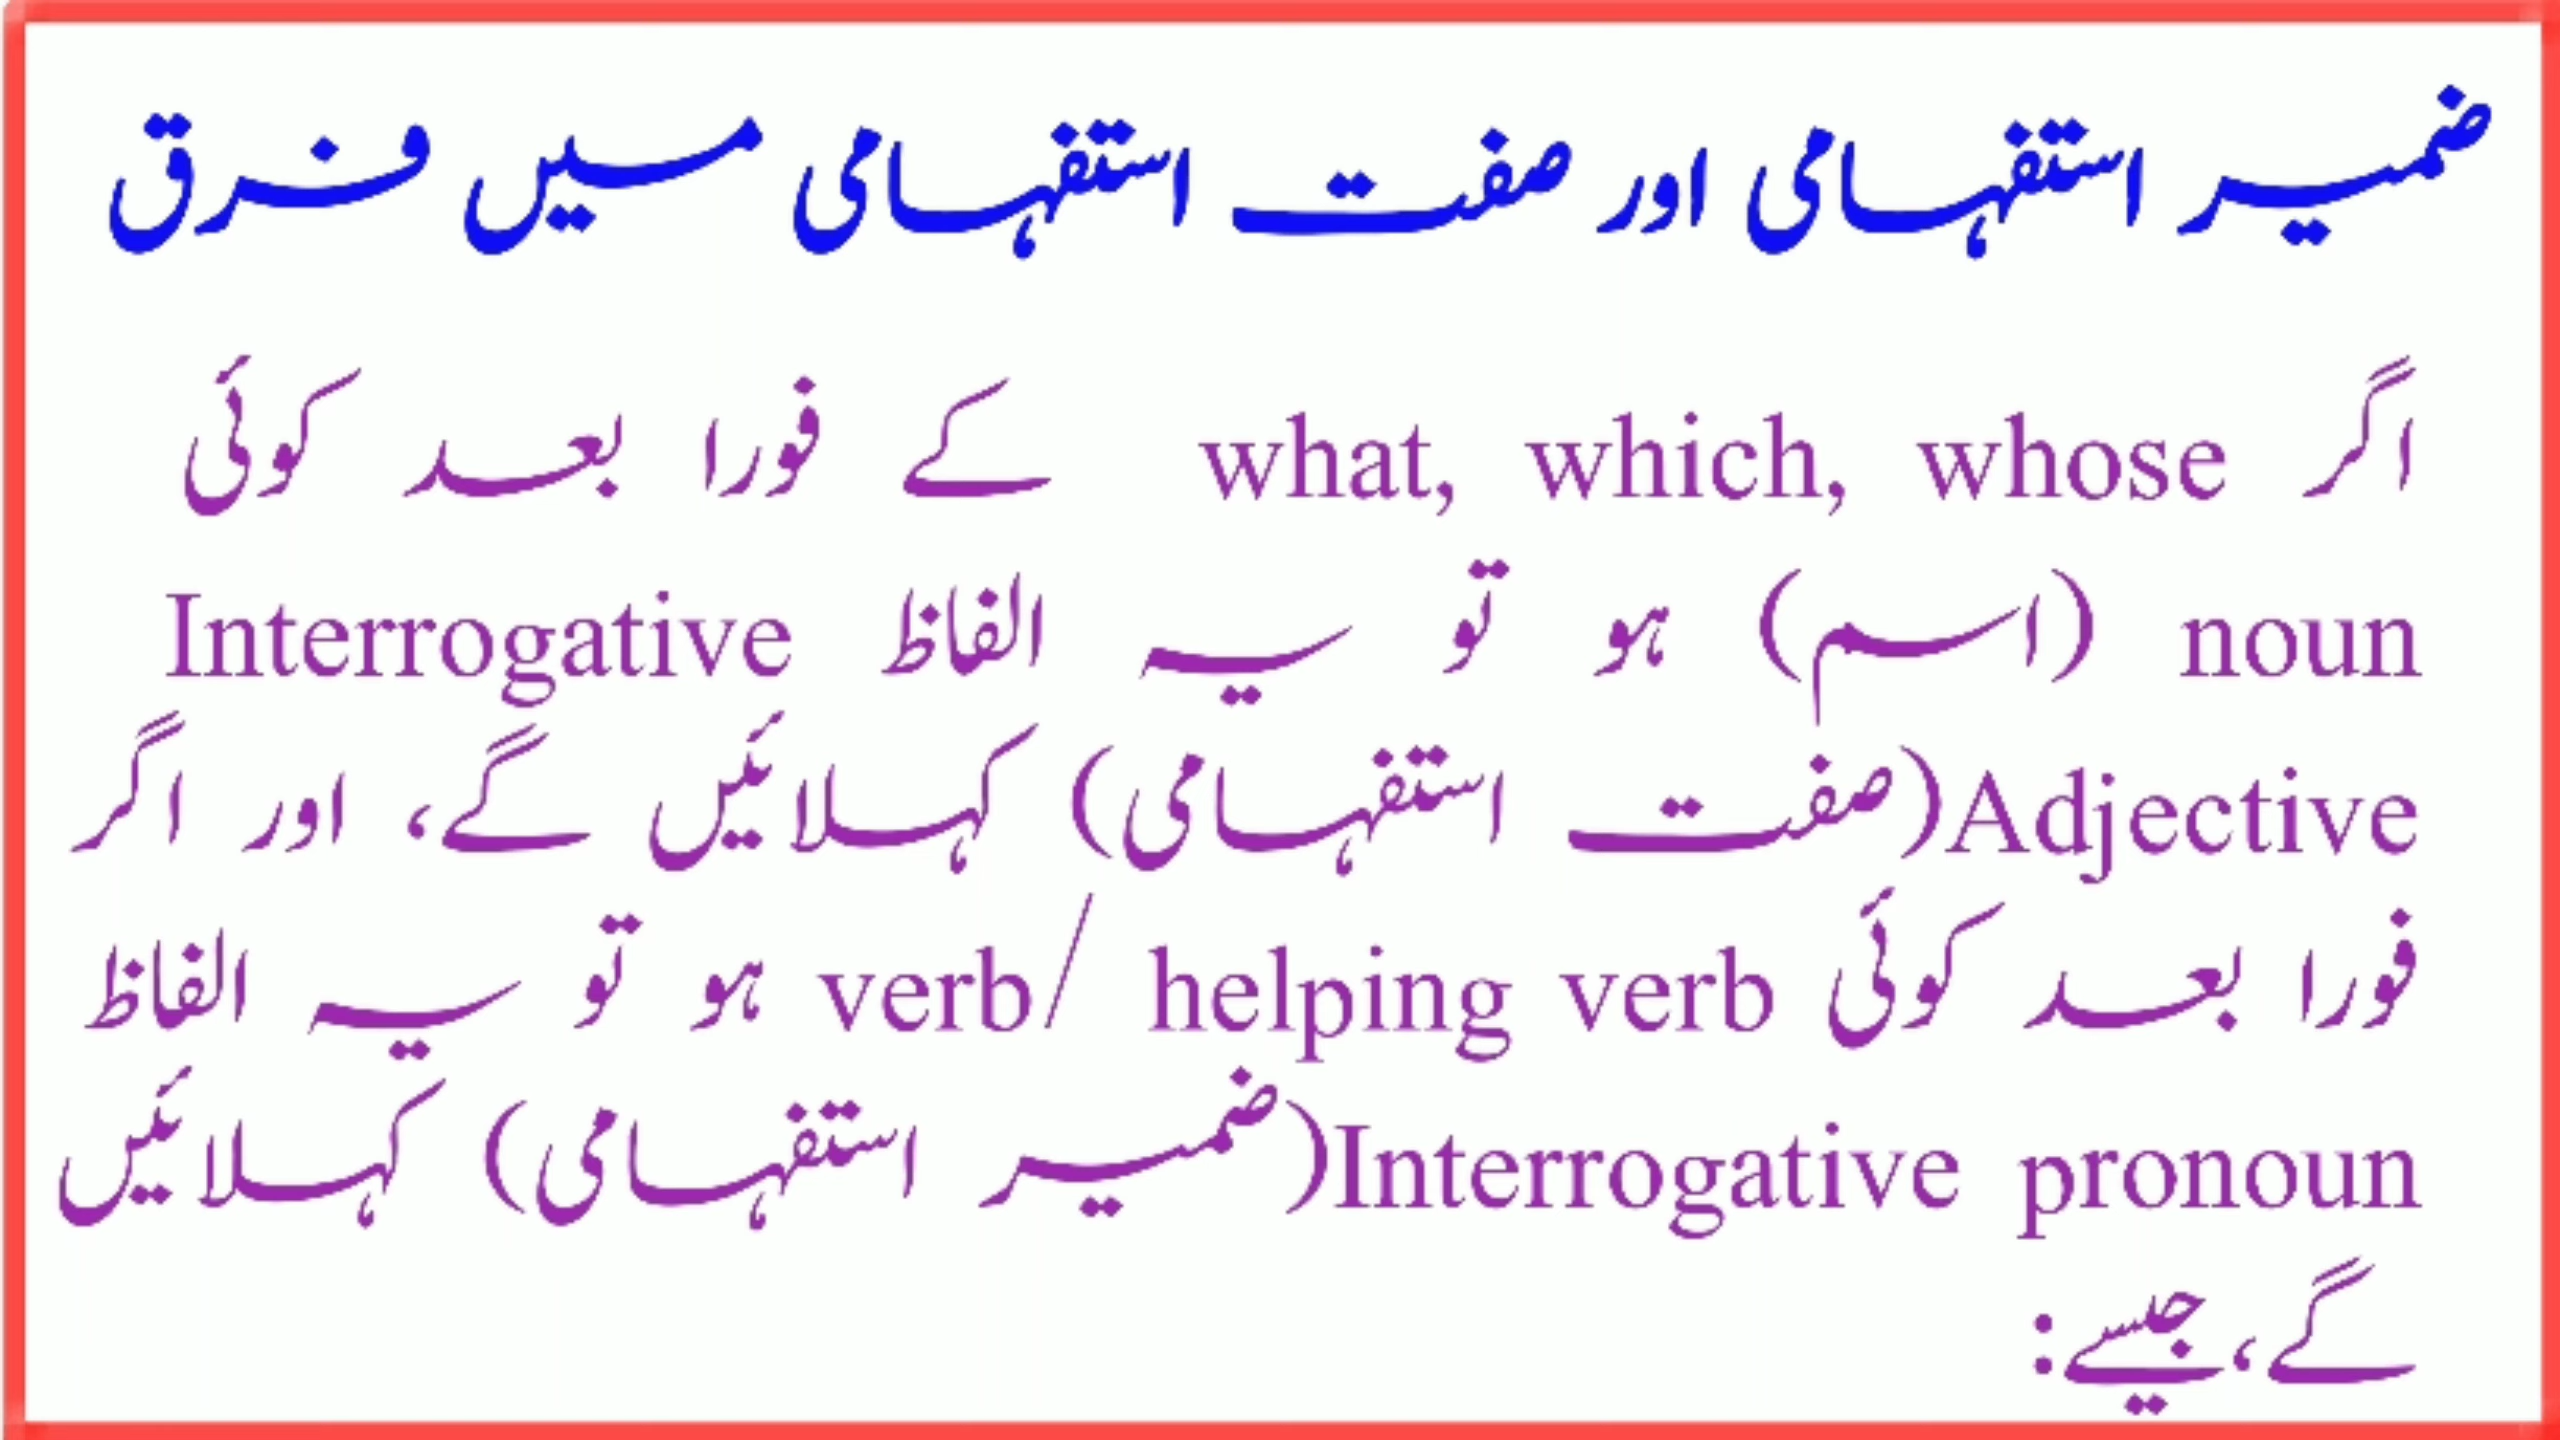 ضمیر استفہامی اور صفت استفہامی میں فرق
اگر what, which, whose کے فورا بعد کوئی
noun (اسم) ہو تو یہ الفاظ Interrogative
Adjective(صفت استفہامی) کہلائیں گے، اور اگر
فورا بعد کوئی verb/ helping verb ہو تو یہ الفاظ
Interrogative pronoun(ضمیر استفہامی) کہلائیں
گے، جیسے: